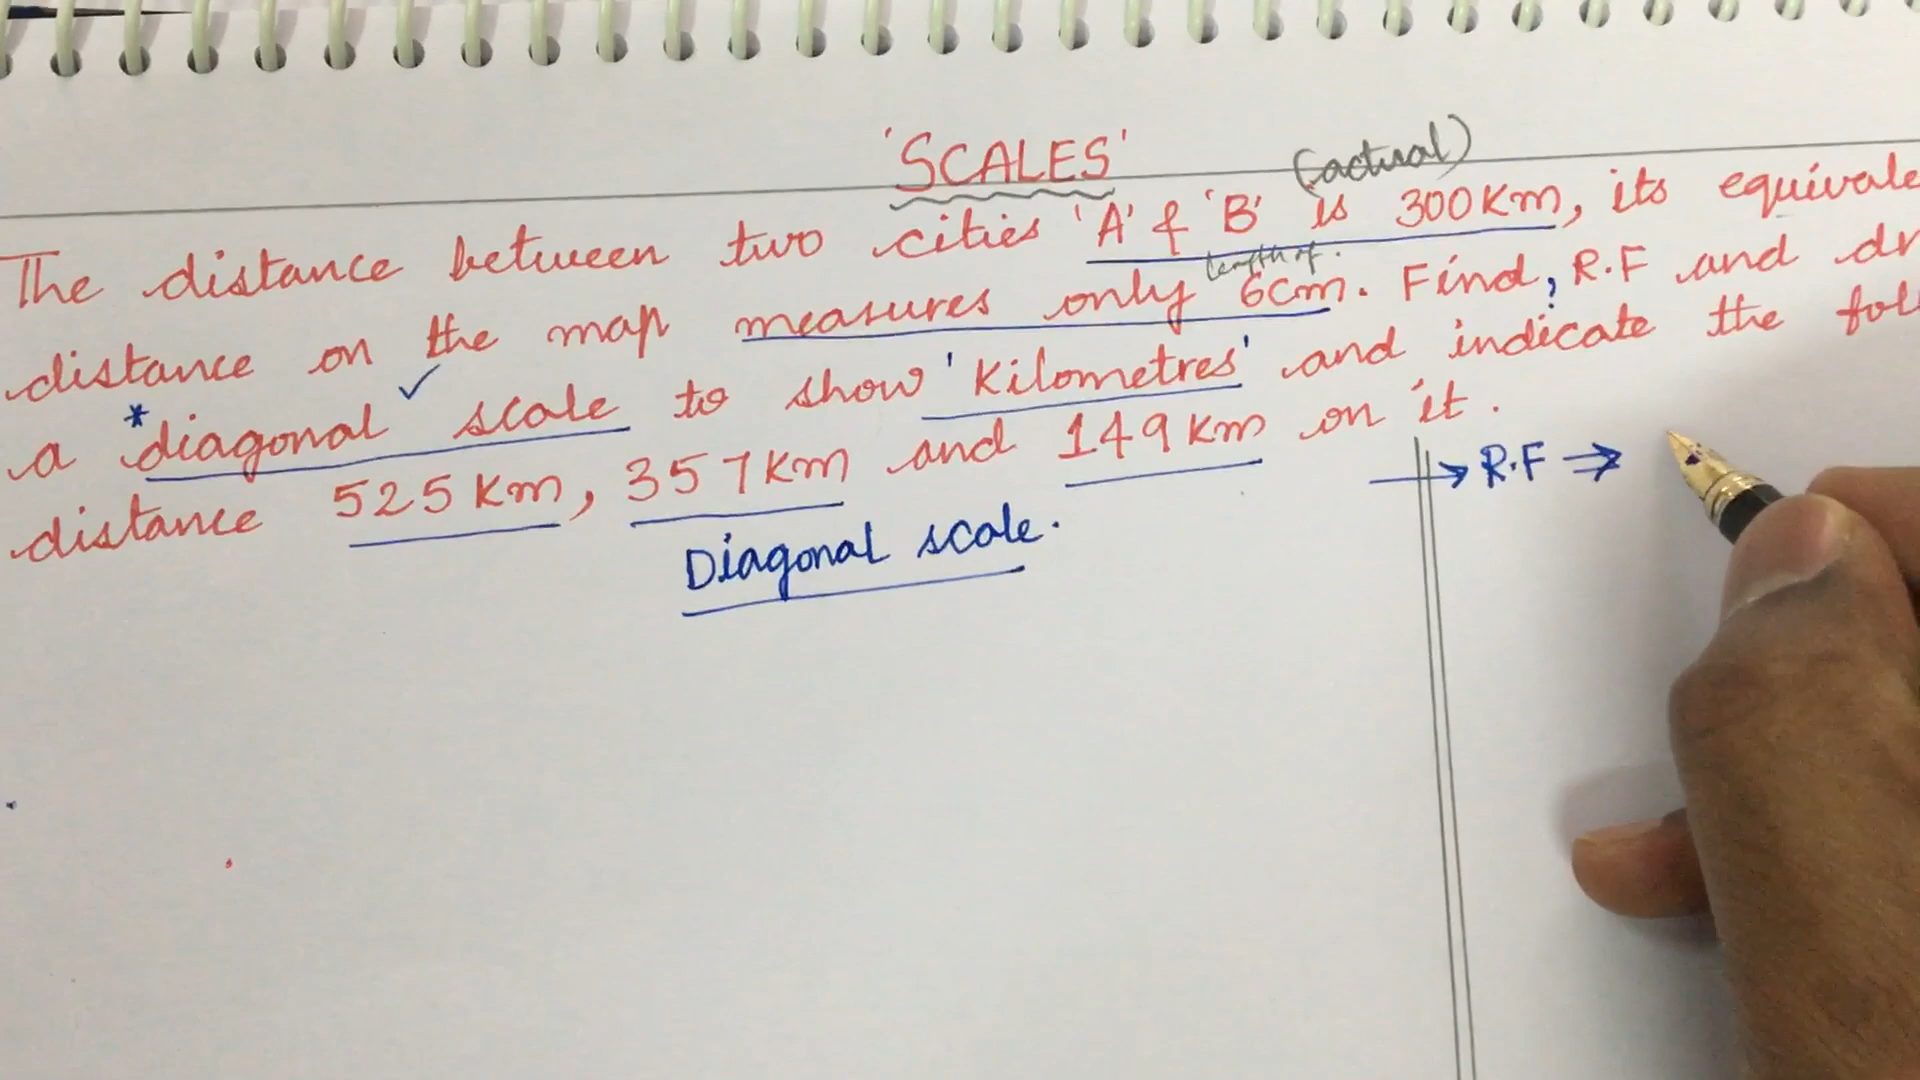 'SCALES'
(actual)
The distance between two cities 'A' & 'B' is 300Km, its equivale
length of.
distance on the map measures only 6cm. Find, R.F and dr
a *diagonal scale to show 'Kilometres' and indicate the foll
distance 525Km, 357Km and 149Km on it.
→ R.F ⇒
Diagonal scale.